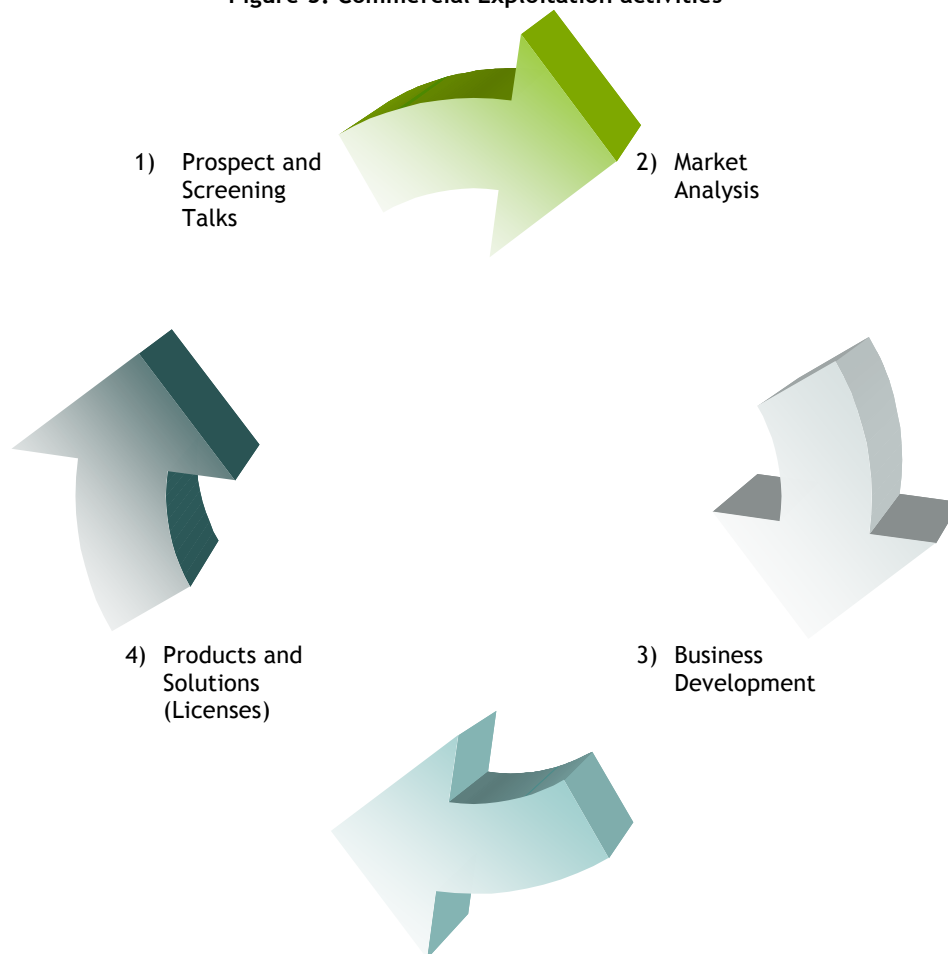 Figure Commercial Exploitation activities
1) Prospect and
Screening
Talks
2) Market
Analysis
4) Products and
Solutions
(Licenses)
3) Business
Development